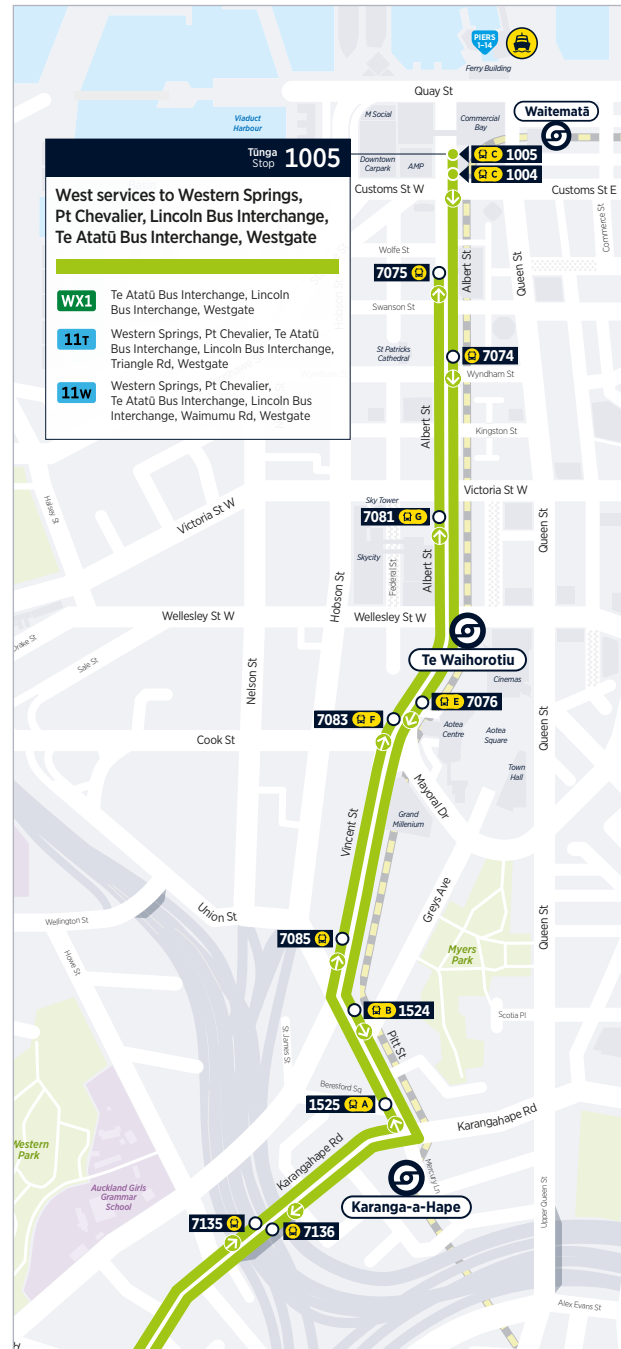 PIERS
1–14
Ferry Building
Quay St
Waitematā
M Social
Commercial
Bay
Viaduct
Harbour
Tūnga
Stop 1005
Downtown
Carpark
AMP
C 1005
C 1004
Customs St W
Customs St E
West services to Western Springs,
Pt Chevalier, Lincoln Bus Interchange,
Te Atatū Bus Interchange, Westgate
WX1
Te Atatū Bus Interchange, Lincoln
Bus Interchange, Westgate
11T
Western Springs, Pt Chevalier, Te Atatū
Bus Interchange, Lincoln Bus Interchange,
Triangle Rd, Westgate
11W
Western Springs, Pt Chevalier,
Te Atatū Bus Interchange, Lincoln Bus
Interchange, Waimumu Rd, Westgate
Commerce St
Wolfe St
Albert St
Queen St
7075
Swanson St
St Patricks
Cathedral
7074
Wyndham St
Albert St
Kingston St
Victoria St W
Halsey St
Victoria St W
Sky Tower
7081 G
Queen St
Skycity
Federal St
Albert St
Hobson St
Wellesley St W
Wellesley St W
Drake St
Sale St
Te Waihorotiu
Nelson St
Cinemas
E 7076
7083 F
Aotea
Centre
Aotea
Square
Queen St
Cook St
Town
Hall
Mayoral Dr
Grand
Millenium
Vincent St
Greys Ave
Union St
Wellington St
Queen St
7085
Myers
Park
Howe St
B 1524
Scotia Pl
St James St
Pitt St
Beresford Sq
1525 A
Karangahape Rd
Karangahape Rd
Western
Park
Mercury Ln
Auckland Girls
Grammar
School
Karanga-a-Hape
Upper Queen St
7135
7136
Alex Evans St